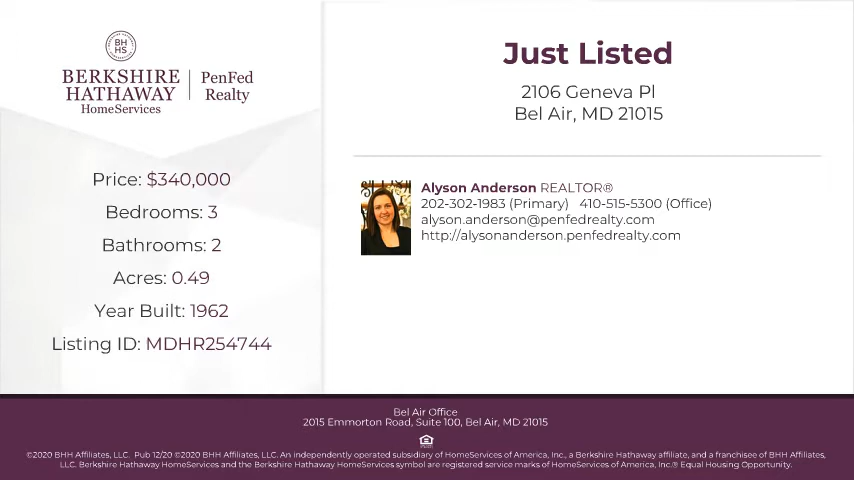 BH
HS
BERKSHIRE
HATHAWAY
HomeServices
PenFed
Realty
Price: $340,000
Bedrooms: 3
Bathrooms: 2
Acres: 0.49
Year Built: 1962
Listing ID: MDHR254744
Just Listed
2106 Geneva Pl
Bel Air, MD 21015
Alyson Anderson REALTOR®
202-302-1983 (Primary) 410-515-5300 (Office)
alyson.anderson@penfedrealty.com
http://alysonanderson.penfedrealty.com
Bel Air Office
2015 Emmorton Road, Suite 100, Bel Air, MD 21015
©2020 BHH Affiliates, LLC. Pub 12/20 ©2020 BHH Affiliates, LLC. An independently operated subsidiary of HomeServices of America, Inc., a Berkshire Hathaway affiliate, and a franchisee of BHH Affiliates,
LLC. Berkshire Hathaway HomeServices and the Berkshire Hathaway HomeServices symbol are registered service marks of HomeServices of America, Inc.® Equal Housing Opportunity.